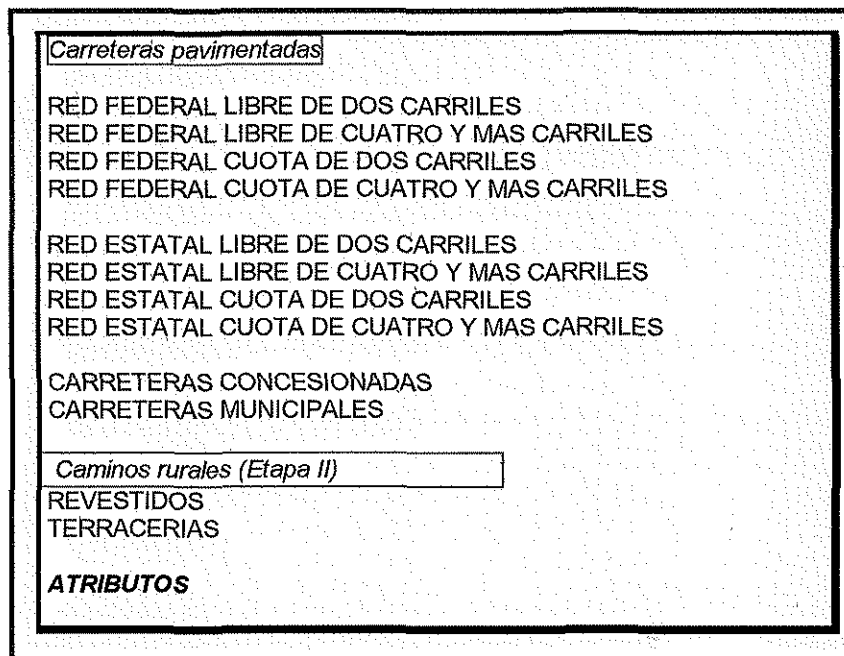 Carreteras pavimentadas
RED FEDERAL LIBRE DE DOS CARRILES
RED FEDERAL LIBRE DE CUATRO Y MAS CARRILES
RED FEDERAL CUOTA DE DOS CARRILES
RED FEDERAL CUOTA DE CUATRO Y MAS CARRILES
RED ESTATAL LIBRE DE DOS CARRILES
RED ESTATAL LIBRE DE CUATRO Y MAS CARRILES
RED ESTATAL CUOTA DE DOS CARRILES
RED ESTATAL CUOTA DE CUATRO Y MAS CARRILES
CARRETERAS CONCESIONADAS
CARRETERAS MUNICIPALES
Caminos rurales (Etapa II)
REVESTIDOS
TERRACERIAS
ATRIBUTOS